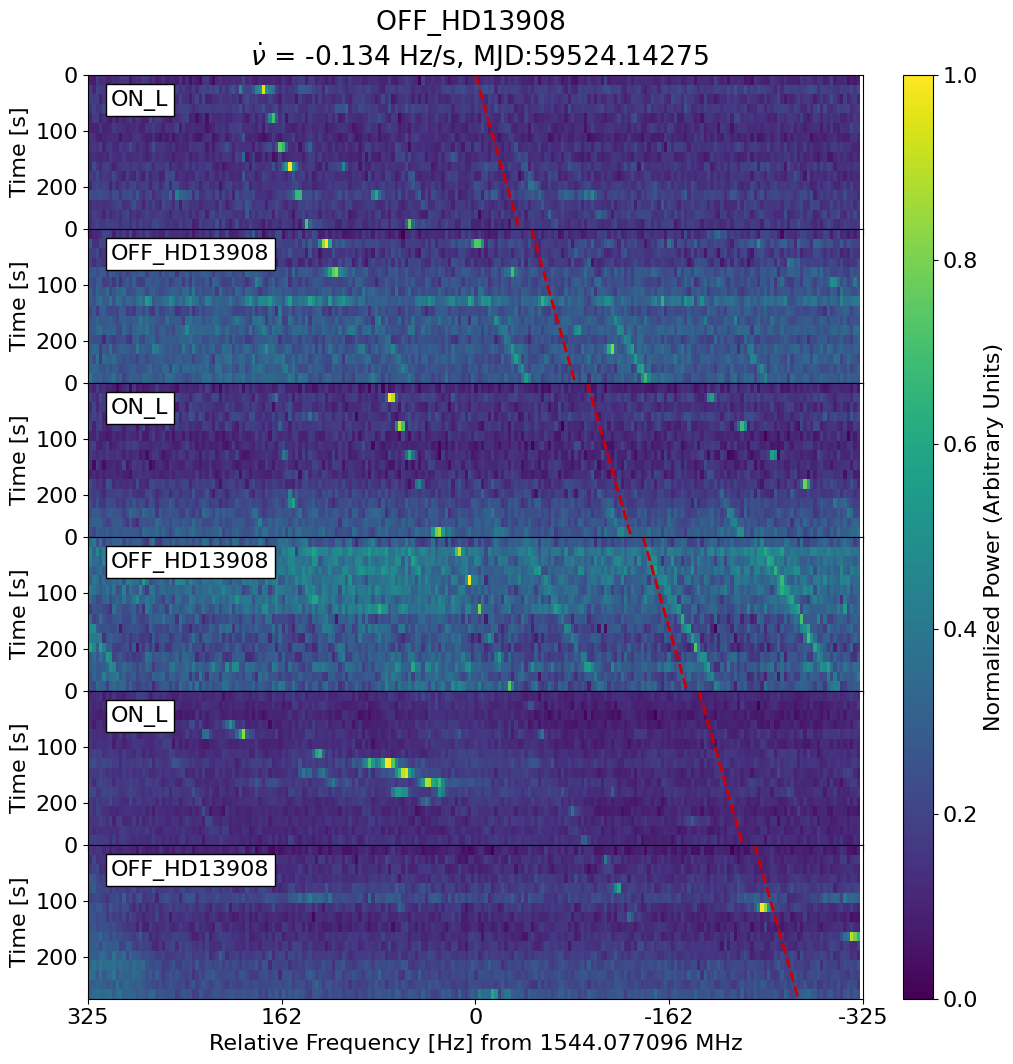 OFF_HD13908
ν̇ = -0.134 Hz/s, MJD:59524.14275
0
100
200
Time [s]
ON_L
0
100
200
Time [s]
OFF_HD13908
0
100
200
Time [s]
ON_L
0
100
200
Time [s]
OFF_HD13908
0
100
200
Time [s]
ON_L
0
100
200
Time [s]
OFF_HD13908
325 162 0 -162 -325
Relative Frequency [Hz] from 1544.077096 MHz
1.0
0.8
0.6
0.4
0.2
0.0
Normalized Power (Arbitrary Units)